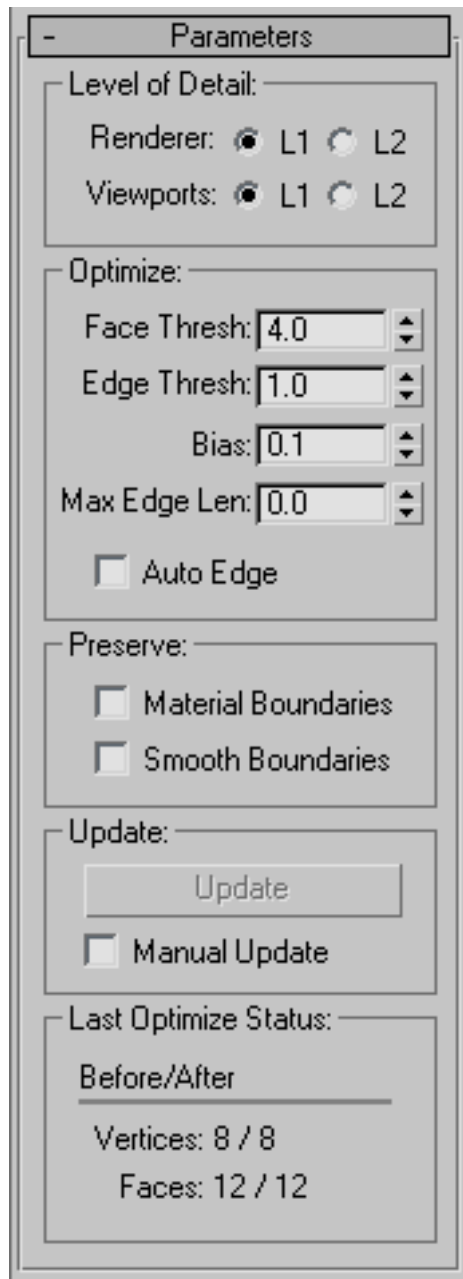 - Parameters
Level of Detail:
Renderer: L1 L2
Viewports: L1 L2
Optimize:
Face Thresh: 4.0
Edge Thresh: 1.0
Bias: 0.1
Max Edge Len: 0.0
Auto Edge
Preserve:
Material Boundaries
Smooth Boundaries
Update:
Update
Manual Update
Last Optimize Status:
Before/After
Vertices: 8 / 8
Faces: 12 / 12